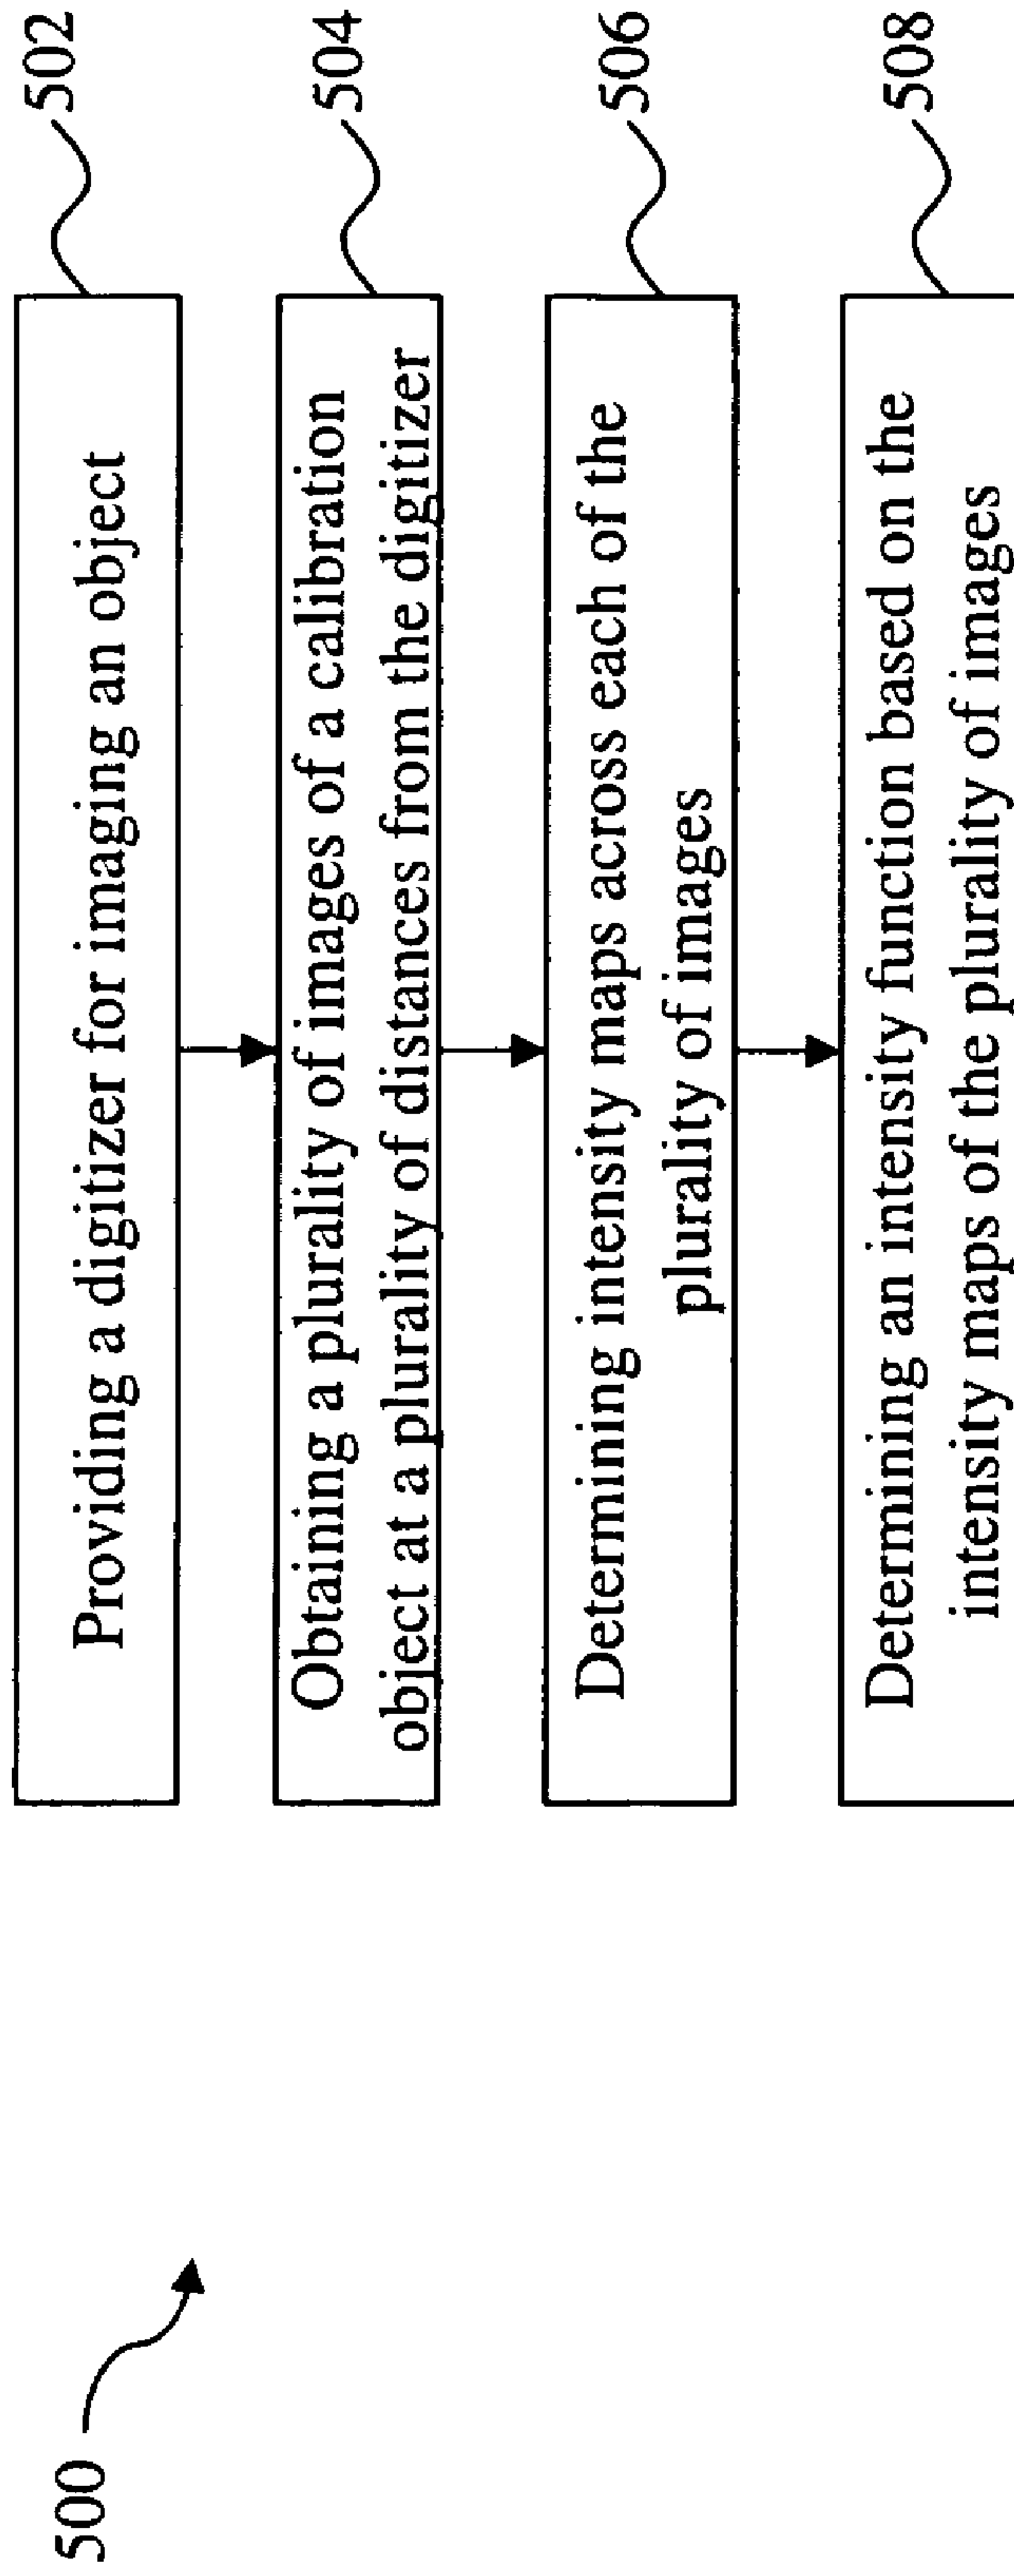 500
Providing a digitizer for imaging an object
502
Obtaining a plurality of images of a calibration
object at a plurality of distances from the digitizer
504
Determining intensity maps across each of the
plurality of images
506
Determining an intensity function based on the
intensity maps of the plurality of images
508